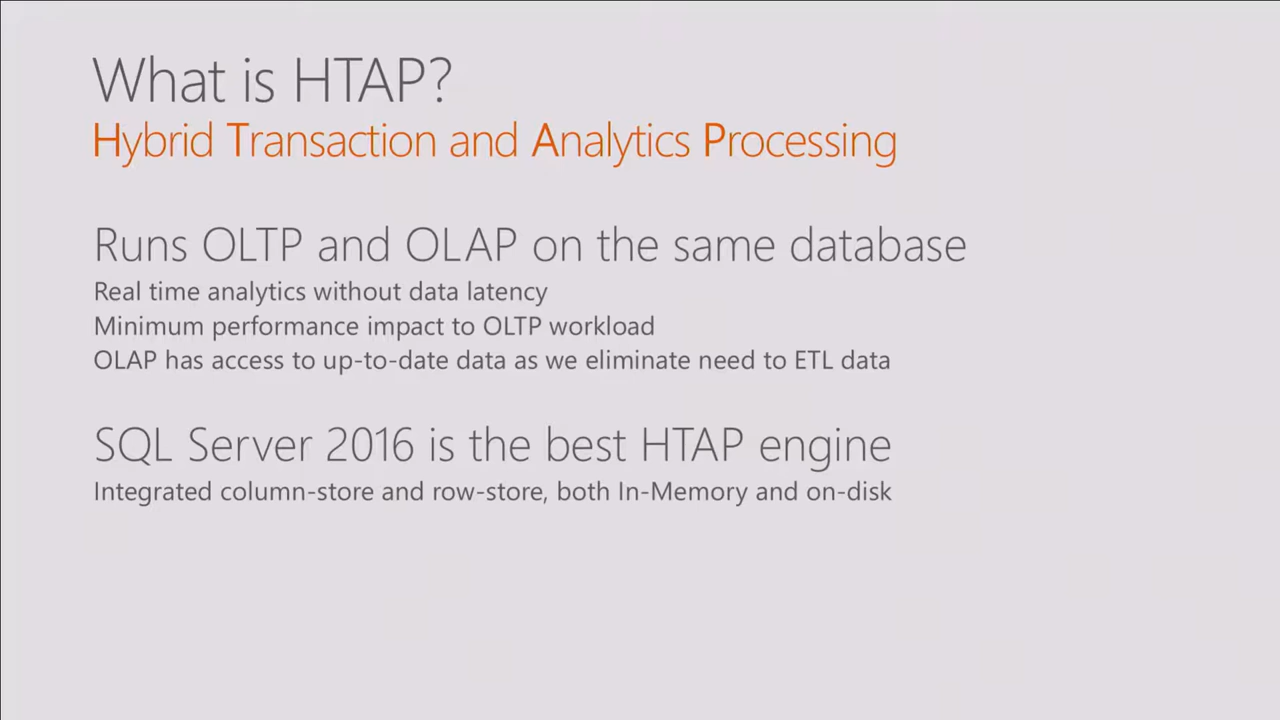 What is HTAP?
Hybrid Transaction and Analytics Processing
Runs OLTP and OLAP on the same database
Real time analytics without data latency
Minimum performance impact to OLTP workload
OLAP has access to up-to-date data as we eliminate need to ETL data
SQL Server 2016 is the best HTAP engine
Integrated column-store and row-store, both In-Memory and on-disk